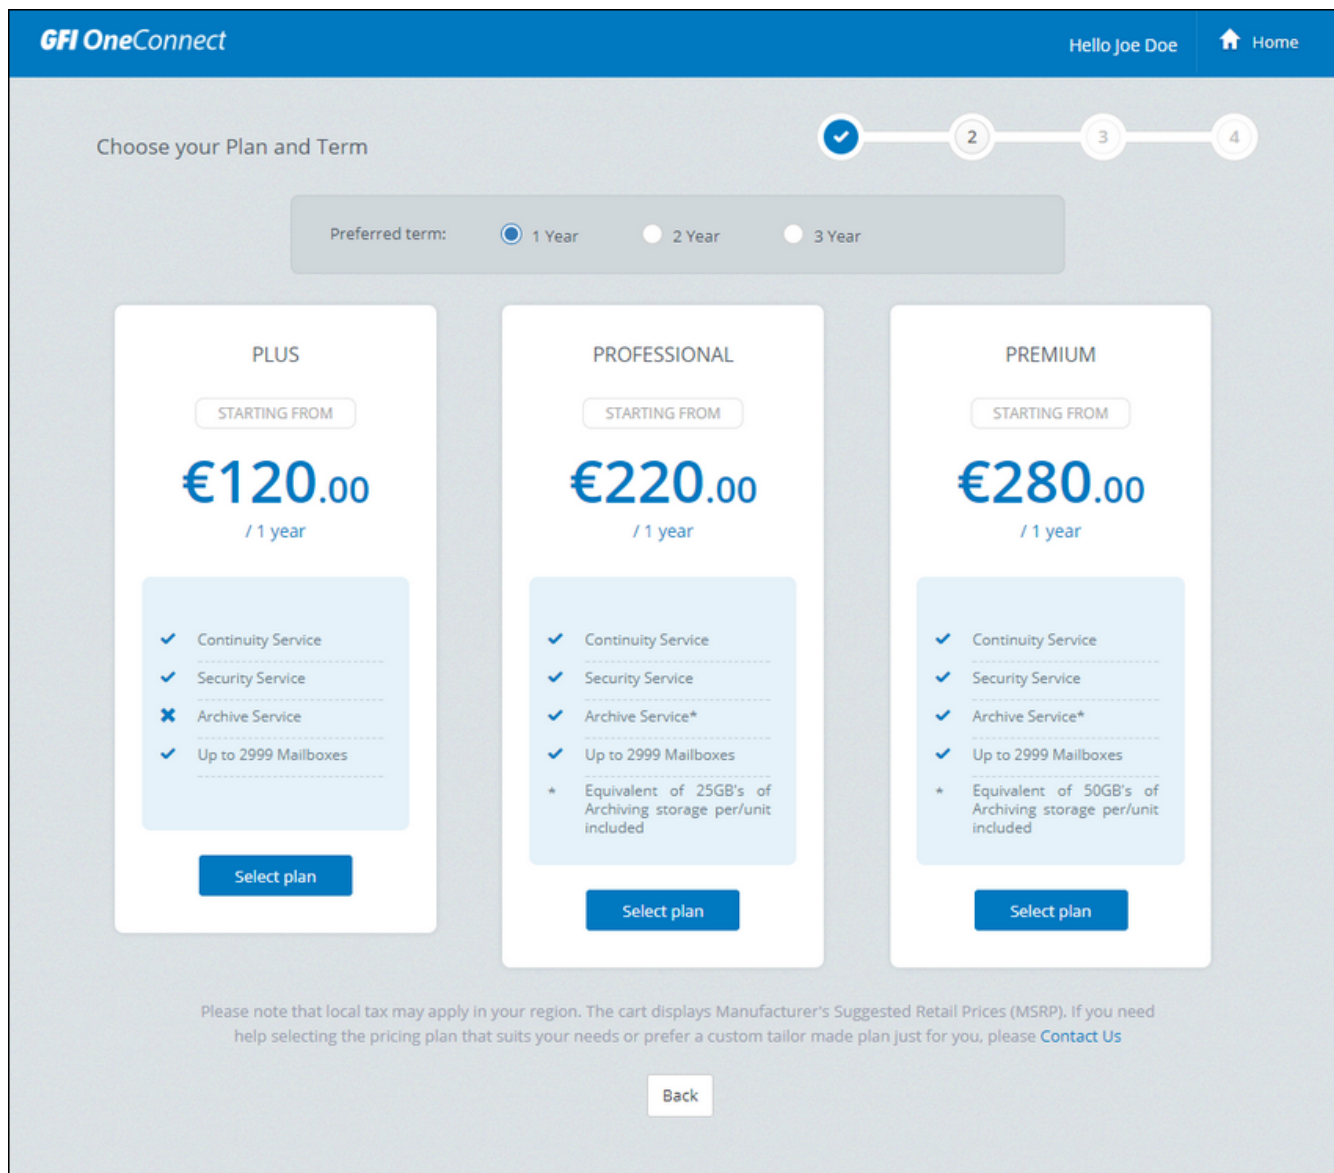 GFI OneConnect
Hello Joe Doe
Home
Choose your Plan and Term
2
3
4
Preferred term:
1 Year
2 Year
3 Year
PLUS
STARTING FROM
€120.00
/ 1 year
Continuity Service
Security Service
Archive Service
Up to 2999 Mailboxes
Select plan
PROFESSIONAL
STARTING FROM
€220.00
/ 1 year
Continuity Service
Security Service
Archive Service*
Up to 2999 Mailboxes
* Equivalent of 25GB's of
Archiving storage per/unit
included
Select plan
PREMIUM
STARTING FROM
€280.00
/ 1 year
Continuity Service
Security Service
Archive Service*
Up to 2999 Mailboxes
* Equivalent of 50GB's of
Archiving storage per/unit
included
Select plan
Please note that local tax may apply in your region. The cart displays Manufacturer's Suggested Retail Prices (MSRP). If you need
help selecting the pricing plan that suits your needs or prefer a custom tailor made plan just for you, please Contact Us
Back